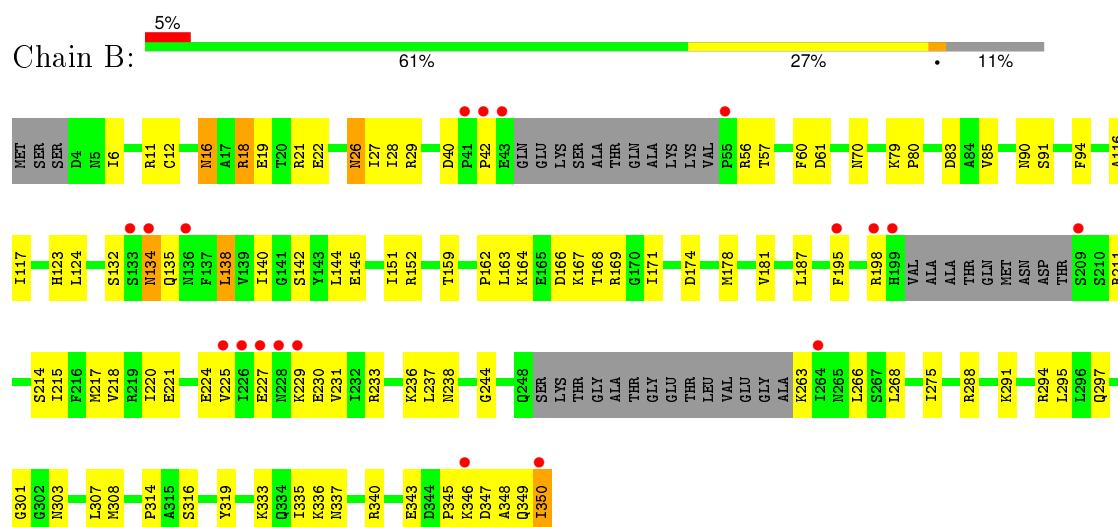 5%
Chain B:
61% 27% • 11%
MET SER SER D4 N5 I6 R11 C12 N16 A17 R18 E19 T20 R21 E22 N26 I27 I28 R29 D40 P41 P42 E43 GLN GLU LYS SER ALA THR GLN ALA LYS LYS VAL P55 R56 T57 F60 D61 N70 K79 P80 D83 A84 V85 N90 S91 F94 A116
I117 H123 L124 S132 S133 N134 Q135 N136 F137 L138 V139 I140 G141 S142 Y143 L144 E145 I151 R152 T159 P162 L163 K164 E165 D166 K167 T168 R169 G170 I171 D174 M178 V181 L187 F195 R198 H199 VAL ALA ALA THR GLN MET ASN ASP THR S209 S210 R211
S214 I215 F216 M217 V218 R219 I220 E221 E224 V225 I226 E227 N228 K229 E230 V231 I232 R233 K236 L237 N238 G244 Q248 SER LYS THR GLY ALA THR GLY GLU THR LEU VAL GLU GLY ALA K263 I264 N265 L266 S267 L268 I275 R288 K291 R294 L295 L296 Q297
G301 G302 N303 L307 M308 P314 A315 S316 Y319 K333 Q334 I335 K336 N337 R340 E343 D344 P345 K346 D347 A348 Q349 I350